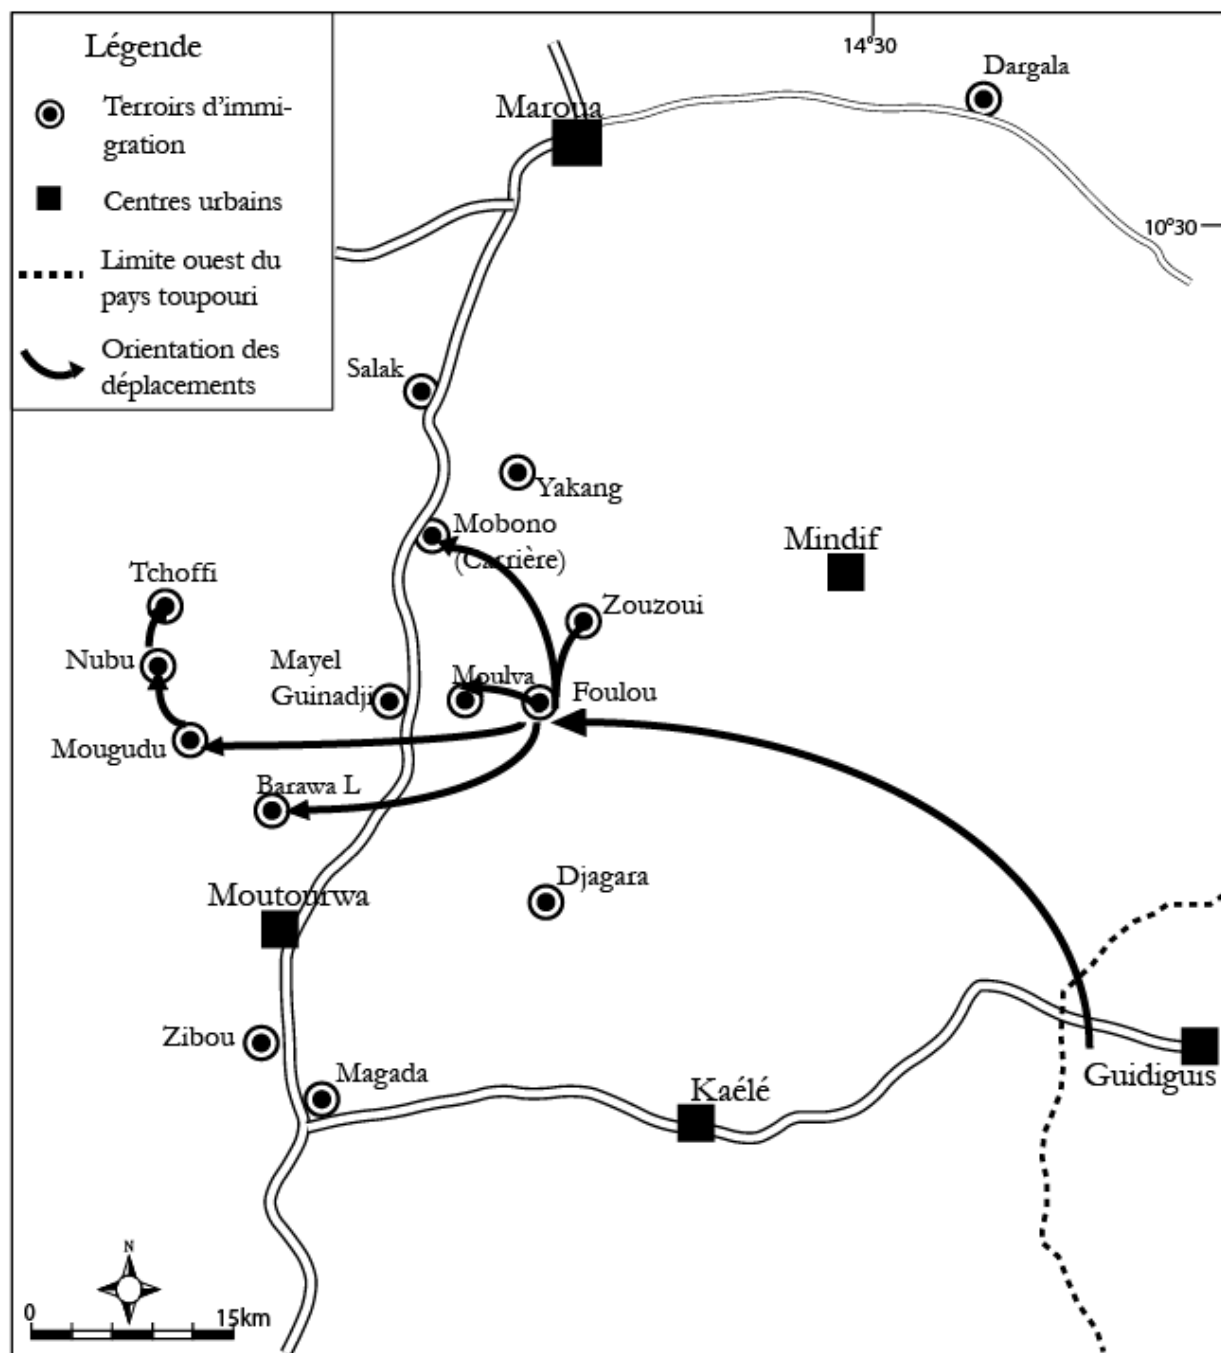 Légende
Terroirs d'immi-
gration
Centres urbains
Limite ouest du
pays toupouri
Orientation des
déplacements
14°30
Dargala
Maroua
10°30
Salak
Yakang
Mobono
(Carrière)
Mindif
Tchoffi
Zouzoui
Nubu
Mayel
Guinadji
Moulva
Foulou
Mougudu
Barawa L
Djagara
Moutourwa
Zibou
Magada
Kaélé
Guidiguis
N
0
15km